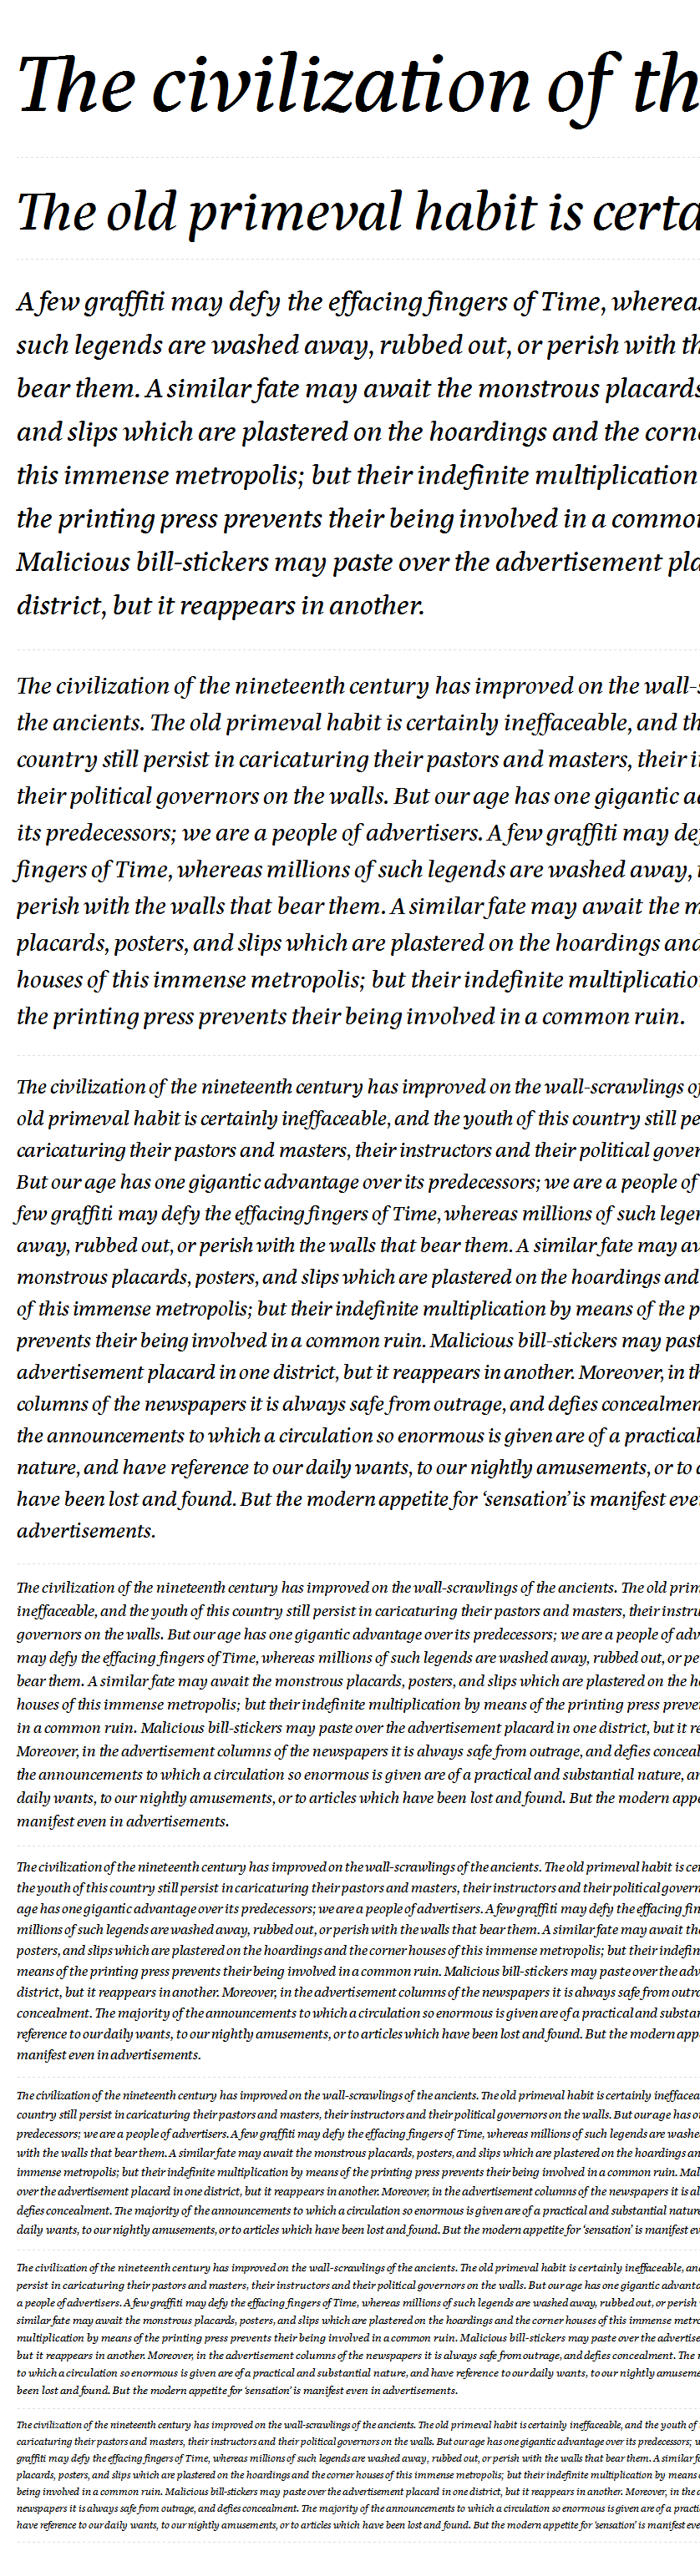 The civilization of th
The old primeval habit is certa
A few graffiti may defy the effacing fingers of Time, wherea
such legends are washed away, rubbed out, or perish with th
bear them. A similar fate may await the monstrous placards
and slips which are plastered on the hoardings and the corn
this immense metropolis; but their indefinite multiplication
the printing press prevents their being involved in a commo
Malicious bill-stickers may paste over the advertisement pla
district, but it reappears in another.
The civilization of the nineteenth century has improved on the wall-s
the ancients. The old primeval habit is certainly ineffaceable, and th
country still persist in caricaturing their pastors and masters, their i
their political governors on the walls. But our age has one gigantic a
its predecessors; we are a people of advertisers. A few graffiti may de
fingers of Time, whereas millions of such legends are washed away,
perish with the walls that bear them. A similar fate may await the m
placards, posters, and slips which are plastered on the hoardings and
houses of this immense metropolis; but their indefinite multiplicatio
the printing press prevents their being involved in a common ruin.
The civilization of the nineteenth century has improved on the wall-scrawlings o
old primeval habit is certainly ineffaceable, and the youth of this country still pe
caricaturing their pastors and masters, their instructors and their political gover
But our age has one gigantic advantage over its predecessors; we are a people of
few graffiti may defy the effacing fingers of Time, whereas millions of such legen
away, rubbed out, or perish with the walls that bear them. A similar fate may aw
monstrous placards, posters, and slips which are plastered on the hoardings and
of this immense metropolis; but their indefinite multiplication by means of the p
prevents their being involved in a common ruin. Malicious bill-stickers may past
advertisement placard in one district, but it reappears in another. Moreover, in th
columns of the newspapers it is always safe from outrage, and defies concealmen
the announcements to which a circulation so enormous is given are of a practical
nature, and have reference to our daily wants, to our nightly amusements, or to a
have been lost and found. But the modern appetite for ‘sensation’ is manifest eve
advertisements.
The civilization of the nineteenth century has improved on the wall-scrawlings of the ancients. The old prim
ineffaceable, and the youth of this country still persist in caricaturing their pastors and masters, their instru
governors on the walls. But our age has one gigantic advantage over its predecessors; we are a people of adv
may defy the effacing fingers of Time, whereas millions of such legends are washed away, rubbed out, or pe
bear them. A similar fate may await the monstrous placards, posters, and slips which are plastered on the ho
houses of this immense metropolis; but their indefinite multiplication by means of the printing press preve
in a common ruin. Malicious bill-stickers may paste over the advertisement placard in one district, but it re
Moreover, in the advertisement columns of the newspapers it is always safe from outrage, and defies conceal
the announcements to which a circulation so enormous is given are of a practical and substantial nature, an
daily wants, to our nightly amusements, or to articles which have been lost and found. But the modern appe
manifest even in advertisements.
The civilization of the nineteenth century has improved on the wall-scrawlings of the ancients. The old primeval habit is cer
the youth of this country still persist in caricaturing their pastors and masters, their instructors and their political govern
age has one gigantic advantage over its predecessors; we are a people of advertisers. A few graffiti may defy the effacing fin
millions of such legends are washed away, rubbed out, or perish with the walls that bear them. A similar fate may await the
posters, and slips which are plastered on the hoardings and the corner houses of this immense metropolis; but their indefin
means of the printing press prevents their being involved in a common ruin. Malicious bill-stickers may paste over the adv
district, but it reappears in another. Moreover, in the advertisement columns of the newspapers it is always safe from outra
concealment. The majority of the announcements to which a circulation so enormous is given are of a practical and substan
reference to our daily wants, to our nightly amusements, or to articles which have been lost and found. But the modern app
manifest even in advertisements.
The civilization of the nineteenth century has improved on the wall-scrawlings of the ancients. The old primeval habit is certainly ineffacea
country still persist in caricaturing their pastors and masters, their instructors and their political governors on the walls. But our age has o
predecessors; we are a people of advertisers. A few graffiti may defy the effacing fingers of Time, whereas millions of such legends are washe
with the walls that bear them. A similar fate may await the monstrous placards, posters, and slips which are plastered on the hoardings an
immense metropolis; but their indefinite multiplication by means of the printing press prevents their being involved in a common ruin. Mal
over the advertisement placard in one district, but it reappears in another. Moreover, in the advertisement columns of the newspapers it is al
defies concealment. The majority of the announcements to which a circulation so enormous is given are of a practical and substantial nature
daily wants, to our nightly amusements, or to articles which have been lost and found. But the modern appetite for ‘sensation’ is manifest ev
The civilization of the nineteenth century has improved on the wall-scrawlings of the ancients. The old primeval habit is certainly ineffaceable, an
persist in caricaturing their pastors and masters, their instructors and their political governors on the walls. But our age has one gigantic advanta
a people of advertisers. A few graffiti may defy the effacing fingers of Time, whereas millions of such legends are washed away, rubbed out, or perish
similar fate may await the monstrous placards, posters, and slips which are plastered on the hoardings and the corner houses of this immense metro
multiplication by means of the printing press prevents their being involved in a common ruin. Malicious bill-stickers may paste over the advertise
but it reappears in another. Moreover, in the advertisement columns of the newspapers it is always safe from outrage, and defies concealment. The
to which a circulation so enormous is given are of a practical and substantial nature, and have reference to our daily wants, to our nightly amuseme
been lost and found. But the modern appetite for ‘sensation’ is manifest even in advertisements.
The civilization of the nineteenth century has improved on the wall-scrawlings of the ancients. The old primeval habit is certainly ineffaceable, and the youth of
caricaturing their pastors and masters, their instructors and their political governors on the walls. But our age has one gigantic advantage over its predecessors; w
graffiti may defy the effacing fingers of Time, whereas millions of such legends are washed away, rubbed out, or perish with the walls that bear them. A similar f
placards, posters, and slips which are plastered on the hoardings and the corner houses of this immense metropolis; but their indefinite multiplication by means
being involved in a common ruin. Malicious bill-stickers may paste over the advertisement placard in one district, but it reappears in another. Moreover, in the a
newspapers it is always safe from outrage, and defies concealment. The majority of the announcements to which a circulation so enormous is given are of a practi
have reference to our daily wants, to our nightly amusements, or to articles which have been lost and found. But the modern appetite for ‘sensation’ is manifest eve